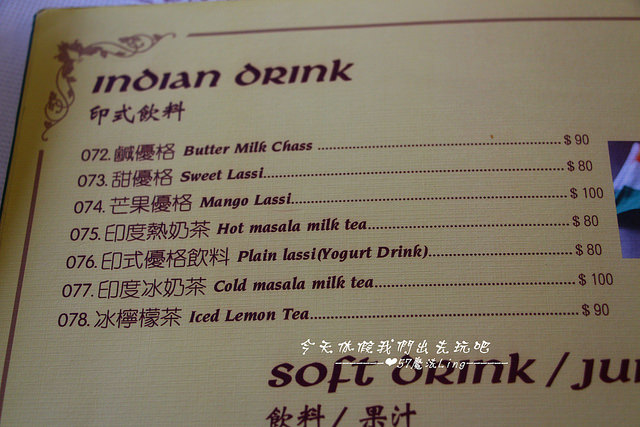 Indian Drink
印式飲料
072. 鹹優格 Butter Milk Chass ........ $ 90
073. 甜優格 Sweet Lassi ........ $ 80
074. 芒果優格 Mango Lassi ........ $ 100
075. 印度熱奶茶 Hot masala milk tea ........ $ 80
076. 印式優格飲料 Plain lassi(Yogurt Drink) ........ $ 80
077. 印度冰奶茶 Cold masala milk tea ........ $ 100
078. 冰檸檬茶 Iced Lemon Tea ........ $ 90
今天休假我們出去玩吧
Ling
Soft Drink / Ju
飲料 / 果汁